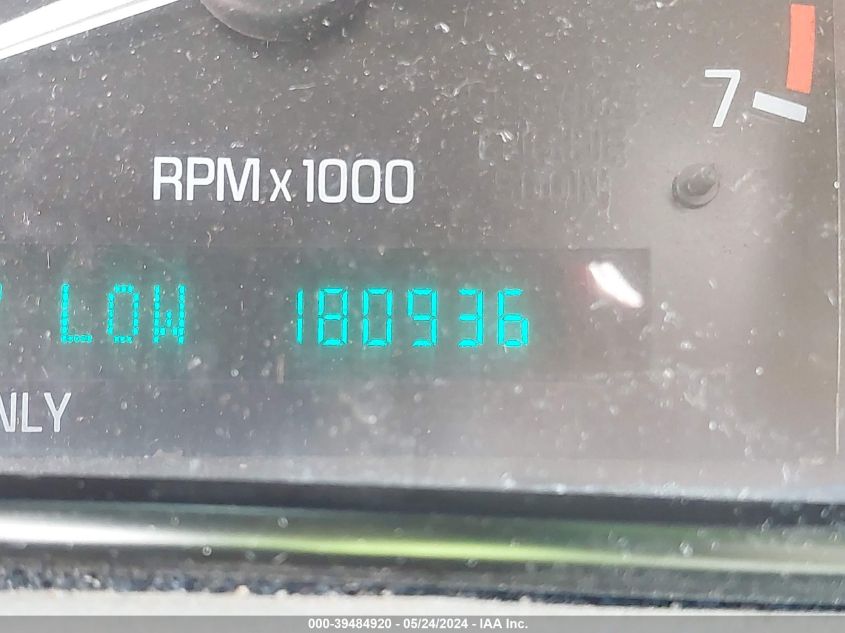 7
RPM x 1000
LOW 180936
NLY
000-39484920 - 05/24/2024 - IAA Inc.